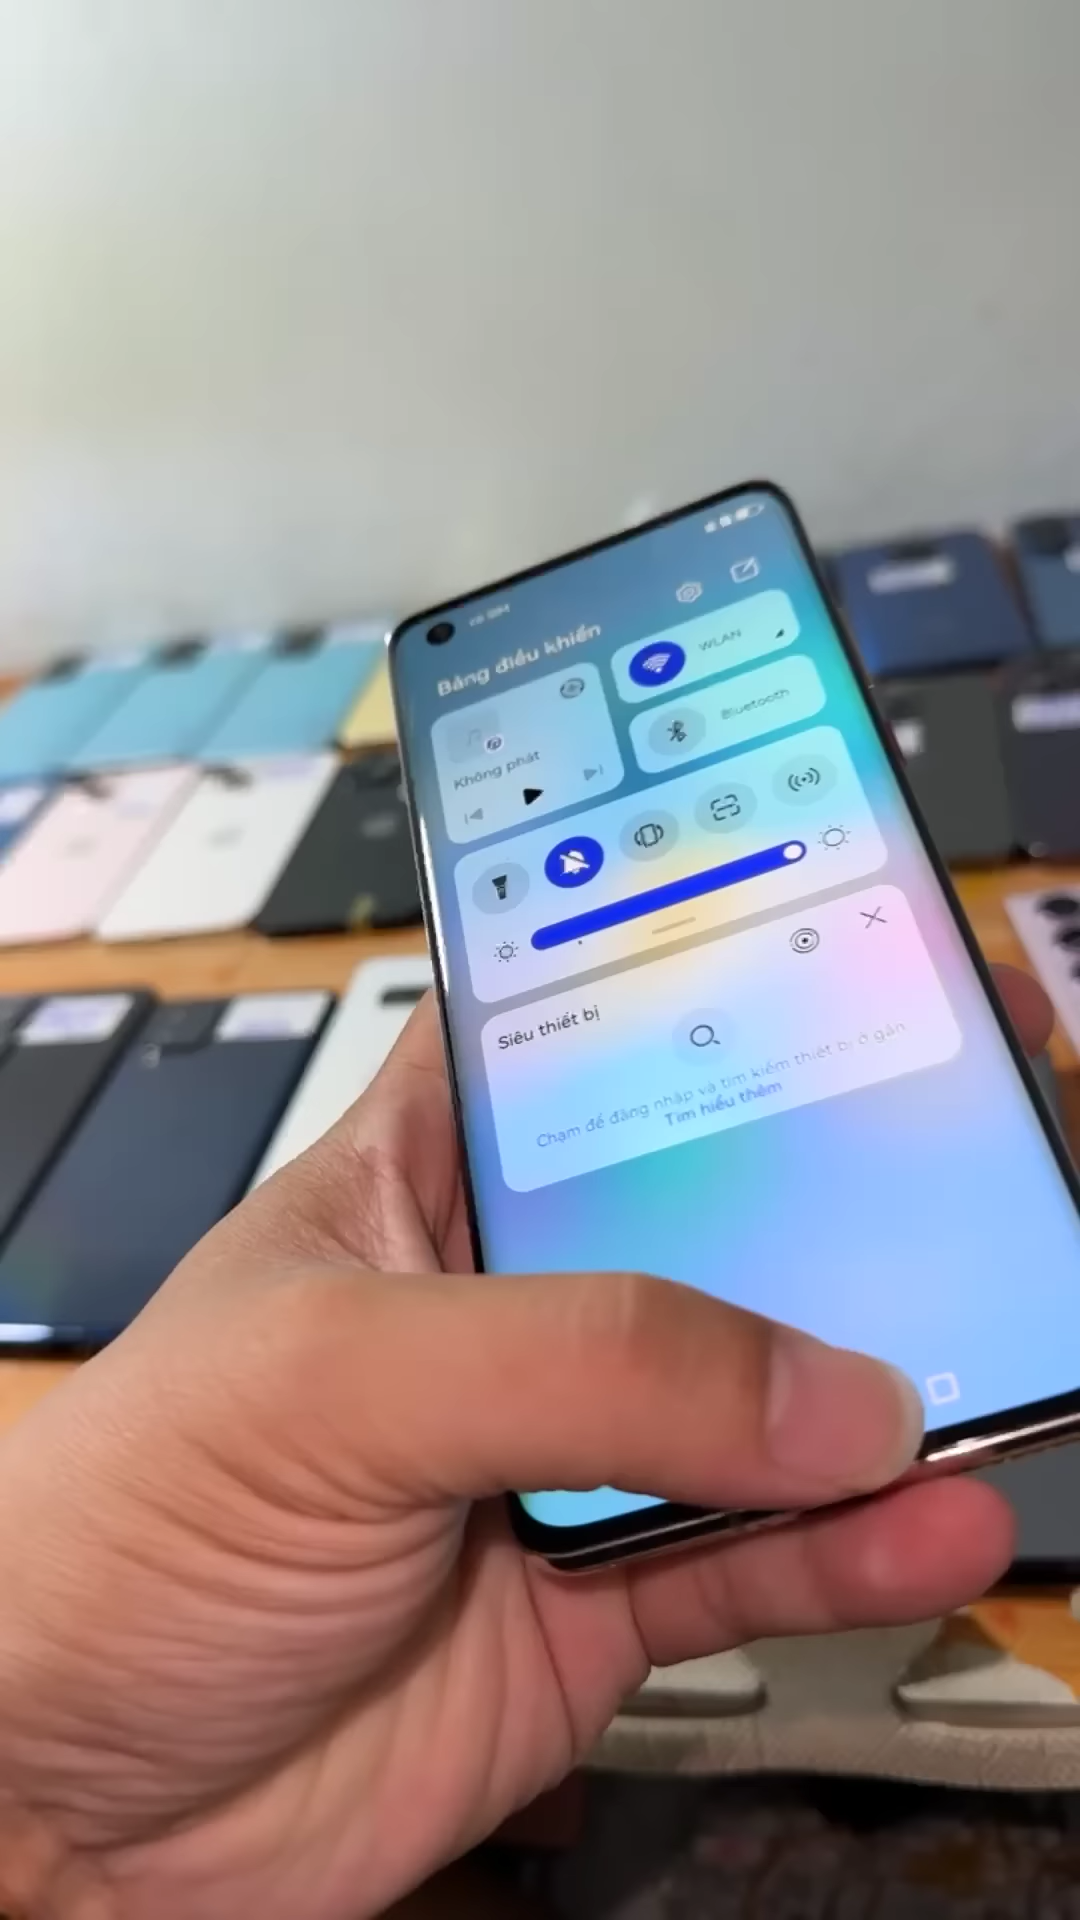 Bảng điều khiển
WLAN
Bluetooth
Không phát
Siêu thiết bị
Chạm để đăng nhập và tìm kiếm thiết bị ở gần
Tìm hiểu thêm